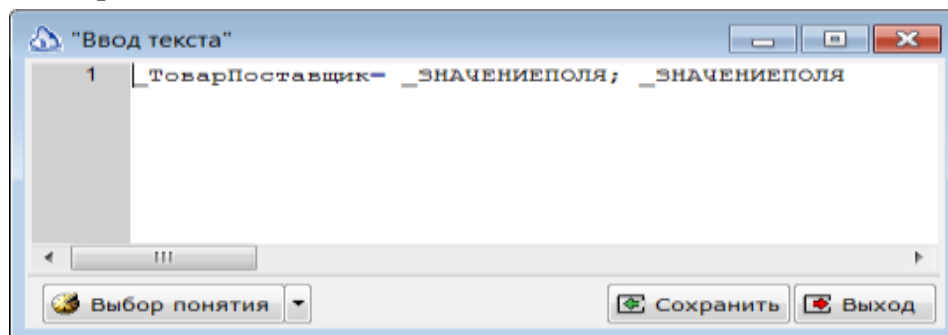 "Ввод текста"
1 _ТоварПоставщик= _ЗНАЧЕНИЕПОЛЯ; _ЗНАЧЕНИЕПОЛЯ
Выбор понятия Сохранить Выход